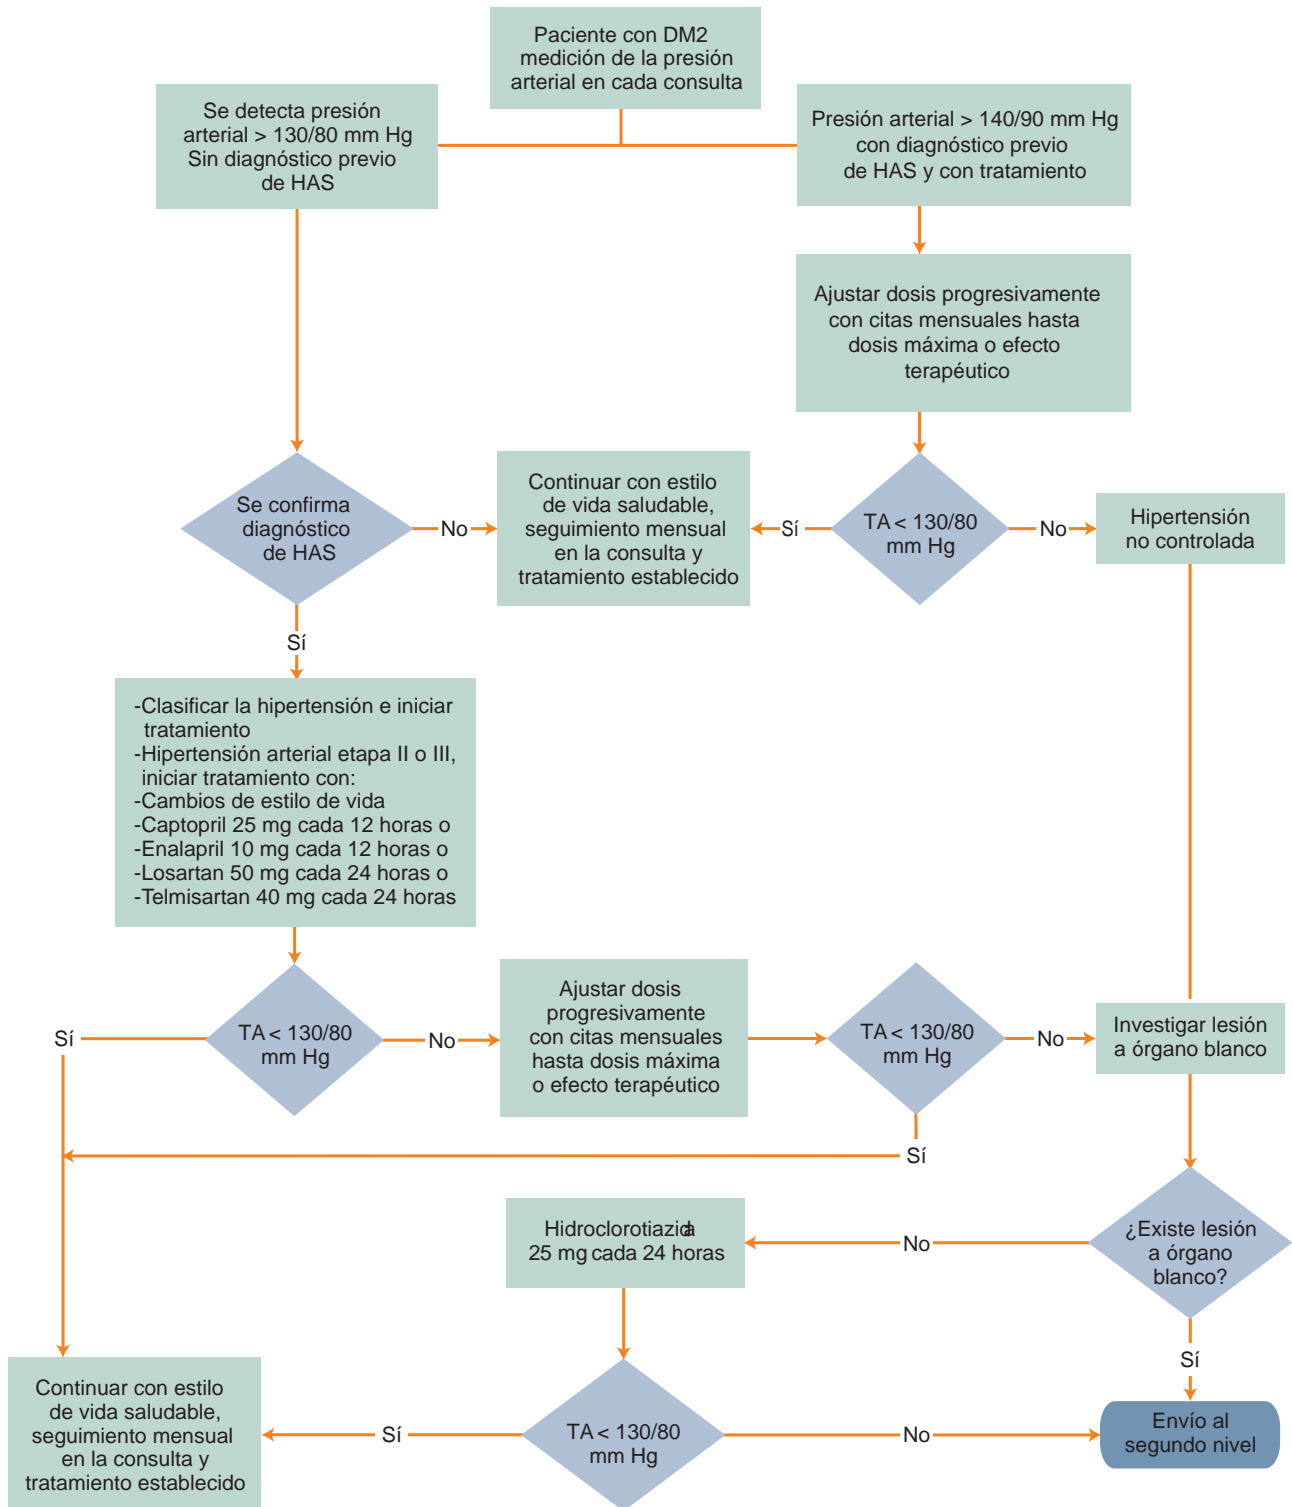 Paciente con DM2
medición de la presión
arterial en cada consulta
Se detecta presión
arterial > 130/80 mm Hg
Sin diagnóstico previo
de HAS
Presión arterial > 140/90 mm Hg
con diagnóstico previo
de HAS y con tratamiento
Ajustar dosis progresivamente
con citas mensuales hasta
dosis máxima o efecto
terapéutico
Se confirma
diagnóstico
de HAS
No
Continuar con estilo
de vida saludable,
seguimiento mensual
en la consulta y
tratamiento establecido
Sí
TA < 130/80
mm Hg
No
Hipertensión
no controlada
Sí
-Clasificar la hipertensión e iniciar
tratamiento
-Hipertensión arterial etapa II o III,
iniciar tratamiento con:
-Cambios de estilo de vida
-Captopril 25 mg cada 12 horas o
-Enalapril 10 mg cada 12 horas o
-Losartan 50 mg cada 24 horas o
-Telmisartan 40 mg cada 24 horas
Sí
TA < 130/80
mm Hg
No
Ajustar dosis
progresivamente
con citas mensuales
hasta dosis máxima
o efecto terapéutico
TA < 130/80
mm Hg
No
Investigar lesión
a órgano blanco
Sí
Hidroclorotiazida
25 mg cada 24 horas
No
¿Existe lesión
a órgano
blanco?
Sí
Continuar con estilo
de vida saludable,
seguimiento mensual
en la consulta y
tratamiento establecido
Sí
TA < 130/80
mm Hg
No
Envío al
segundo nivel